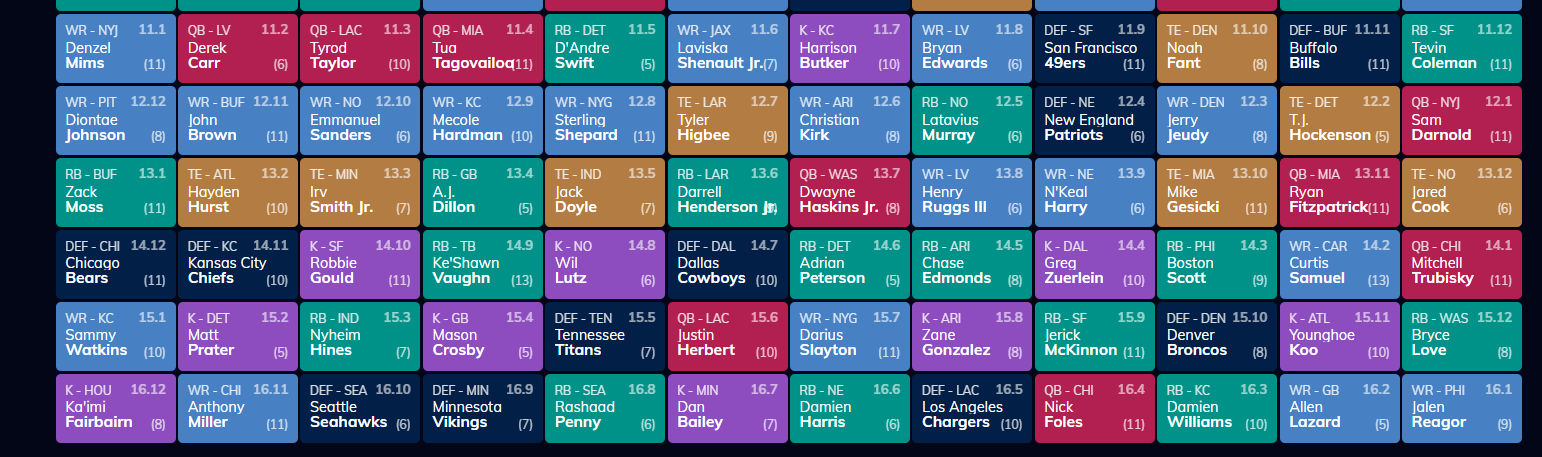 WR - NYJ 11.1
Denzel
Mims (11)
QB - LV 11.2
Derek
Carr (6)
QB - LAC 11.3
Tyrod
Taylor (10)
QB - MIA 11.4
Tua
Tagovailoa (11)
RB - DET 11.5
D'Andre
Swift (5)
WR - JAX 11.6
Laviska
Shenault Jr. (7)
K - KC 11.7
Harrison
Butker (10)
WR - LV 11.8
Bryan
Edwards (6)
DEF - SF 11.9
San Francisco
49ers (11)
TE - DEN 11.10
Noah
Fant (8)
DEF - BUF 11.11
Buffalo
Bills (11)
RB - SF 11.12
Tevin
Coleman (11)
WR - PIT 12.12
Diontae
Johnson (8)
WR - BUF 12.11
John
Brown (11)
WR - NO 12.10
Emmanuel
Sanders (6)
WR - KC 12.9
Mecole
Hardman (10)
WR - NYG 12.8
Sterling
Shepard (11)
TE - LAR 12.7
Tyler
Higbee (9)
WR - ARI 12.6
Christian
Kirk (8)
RB - NO 12.5
Latavius
Murray (6)
DEF - NE 12.4
New England
Patriots (6)
WR - DEN 12.3
Jerry
Jeudy (8)
TE - DET 12.2
T.J.
Hockenson (5)
QB - NYJ 12.1
Sam
Darnold (11)
RB - BUF 13.1
Zack
Moss (11)
TE - ATL 13.2
Hayden
Hurst (10)
TE - MIN 13.3
Irv
Smith Jr. (7)
RB - GB 13.4
A.J.
Dillon (5)
TE - IND 13.5
Jack
Doyle (7)
RB - LAR 13.6
Darrell
Henderson Jr.
QB - WAS 13.7
Dwayne
Haskins Jr. (8)
WR - LV 13.8
Henry
Ruggs III (6)
WR - NE 13.9
N'Keal
Harry (6)
TE - MIA 13.10
Mike
Gesicki (11)
QB - MIA 13.11
Ryan
Fitzpatrick (11)
TE - NO 13.12
Jared
Cook (6)
DEF - CHI 14.12
Chicago
Bears (11)
DEF - KC 14.11
Kansas City
Chiefs (10)
K - SF 14.10
Robbie
Gould (11)
RB - TB 14.9
Ke'Shawn
Vaughn (13)
K - NO 14.8
Wil
Lutz (6)
DEF - DAL 14.7
Dallas
Cowboys (10)
RB - DET 14.6
Adrian
Peterson (5)
RB - ARI 14.5
Chase
Edmonds (8)
K - DAL 14.4
Greg
Zuerlein (10)
RB - PHI 14.3
Boston
Scott (9)
WR - CAR 14.2
Curtis
Samuel (13)
QB - CHI 14.1
Mitchell
Trubisky (11)
WR - KC 15.1
Sammy
Watkins (10)
K - DET 15.2
Matt
Prater (5)
RB - IND 15.3
Nyheim
Hines (7)
K - GB 15.4
Mason
Crosby (5)
DEF - TEN 15.5
Tennessee
Titans (7)
QB - LAC 15.6
Justin
Herbert (10)
WR - NYG 15.7
Darius
Slayton (11)
K - ARI 15.8
Zane
Gonzalez (8)
RB - SF 15.9
Jerick
McKinnon (11)
DEF - DEN 15.10
Denver
Broncos (8)
K - ATL 15.11
Younghoe
Koo (10)
RB - WAS 15.12
Bryce
Love (8)
K - HOU 16.12
Ka'imi
Fairbairn (8)
WR - CHI 16.11
Anthony
Miller (11)
DEF - SEA 16.10
Seattle
Seahawks (6)
DEF - MIN 16.9
Minnesota
Vikings (7)
RB - SEA 16.8
Rashaad
Penny (6)
K - MIN 16.7
Dan
Bailey (7)
RB - NE 16.6
Damien
Harris (6)
DEF - LAC 16.5
Los Angeles
Chargers (10)
QB - CHI 16.4
Nick
Foles (11)
RB - KC 16.3
Damien
Williams (10)
WR - GB 16.2
Allen
Lazard (5)
WR - PHI 16.1
Jalen
Reagor (9)